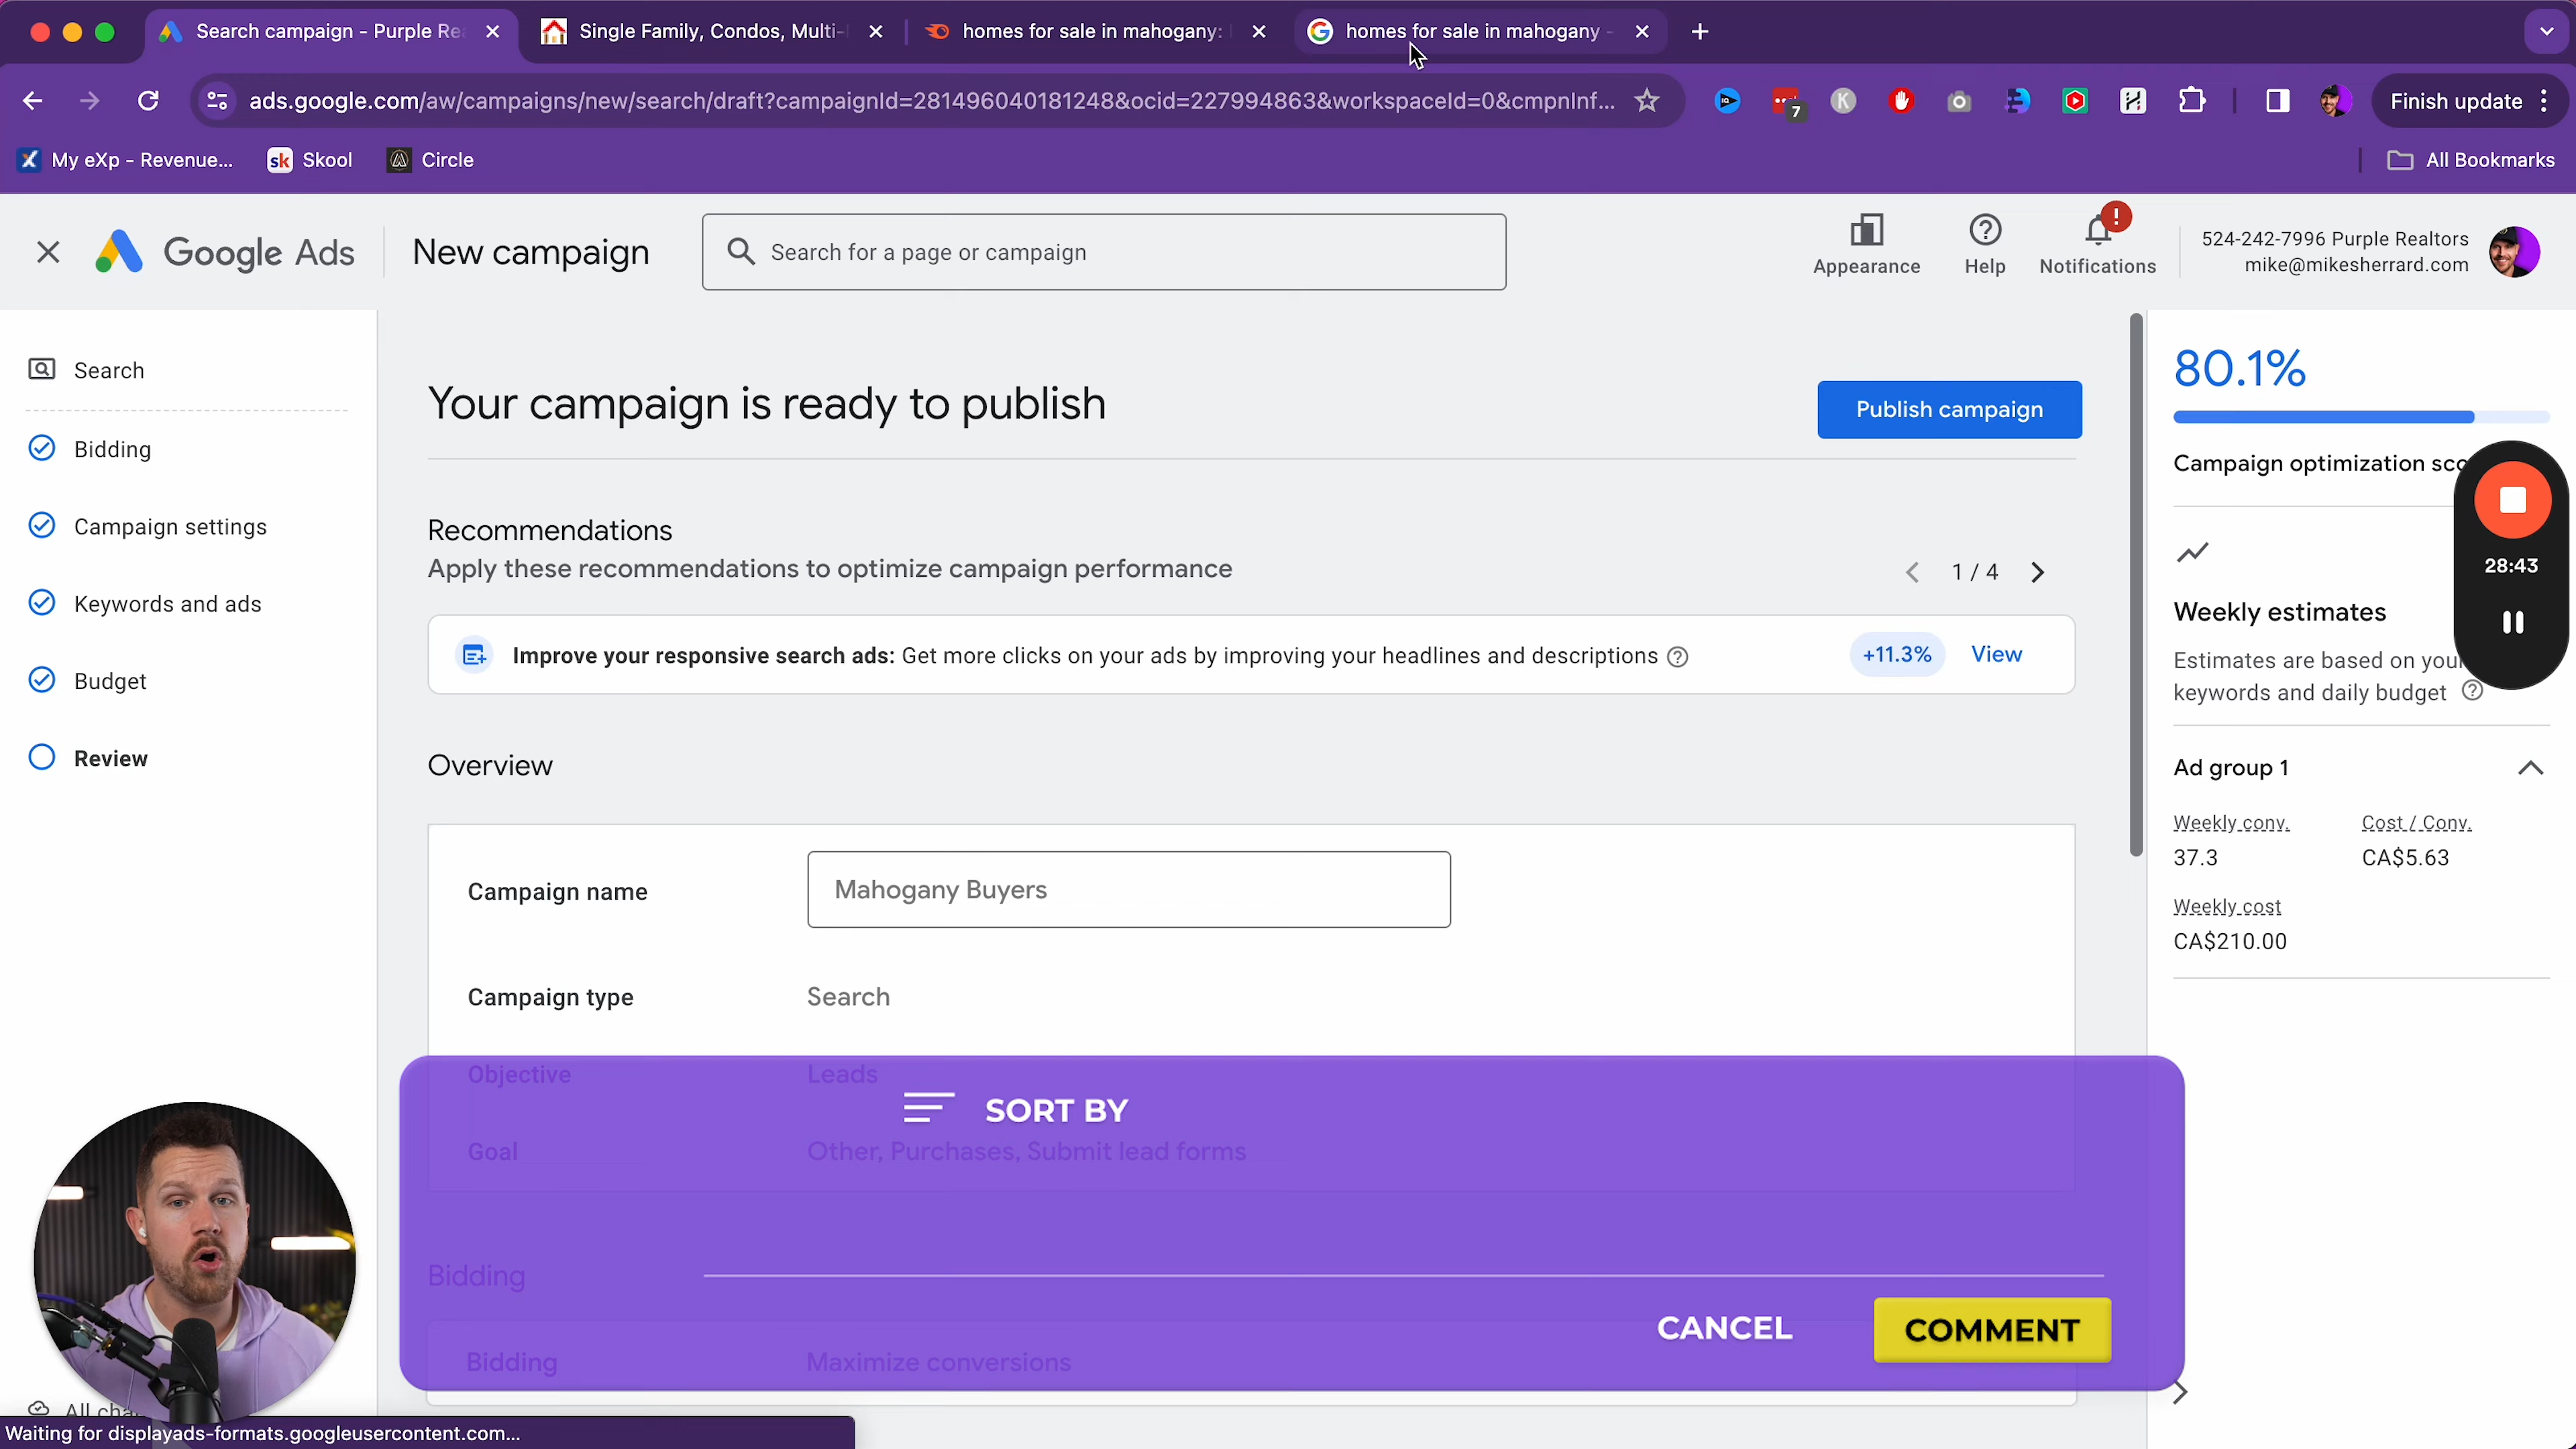 Search campaign - Purple Re
Single Family, Condos, Multi-
homes for sale in mahogany:
homes for sale in mahogany -
ads.google.com/aw/campaigns/new/search/draft?campaignId=281496040181248&ocid=227994863&workspaceId=0&cmpnInf...
7
K
Finish update
My eXp - Revenue...
sk Skool
Circle
All Bookmarks
Google Ads
New campaign
Search for a page or campaign
Appearance
Help
Notifications
524-242-7996 Purple Realtors
mike@mikesherrard.com
Search
Bidding
Campaign settings
Keywords and ads
Budget
Review
Your campaign is ready to publish
Publish campaign
Recommendations
Apply these recommendations to optimize campaign performance
1 / 4
Improve your responsive search ads: Get more clicks on your ads by improving your headlines and descriptions
+11.3%
View
Overview
Campaign name
Mahogany Buyers
Campaign type
Search
Objective
Leads
SORT BY
Goal
Other, Purchases, Submit lead forms
Bidding
CANCEL
COMMENT
Bidding
Maximize conversions
80.1%
Campaign optimization sco
28:43
Weekly estimates
Estimates are based on your
keywords and daily budget
Ad group 1
Weekly conv.
Cost / Conv.
37.3
CA$5.63
Weekly cost
CA$210.00
All cha
Waiting for displayads-formats.googleusercontent.com...